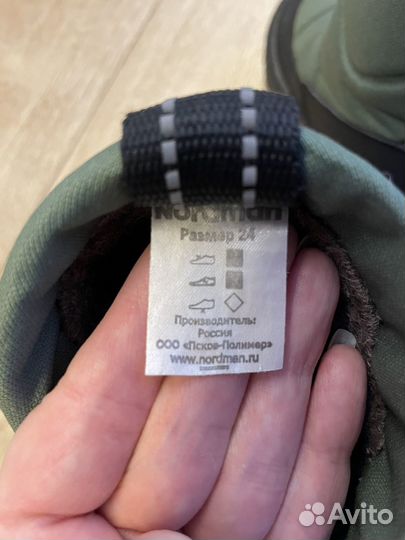 Nordman
Размер 24
Производитель:
Россия
ООО «Псков-Полимер»
www.nordman.ru
Avito